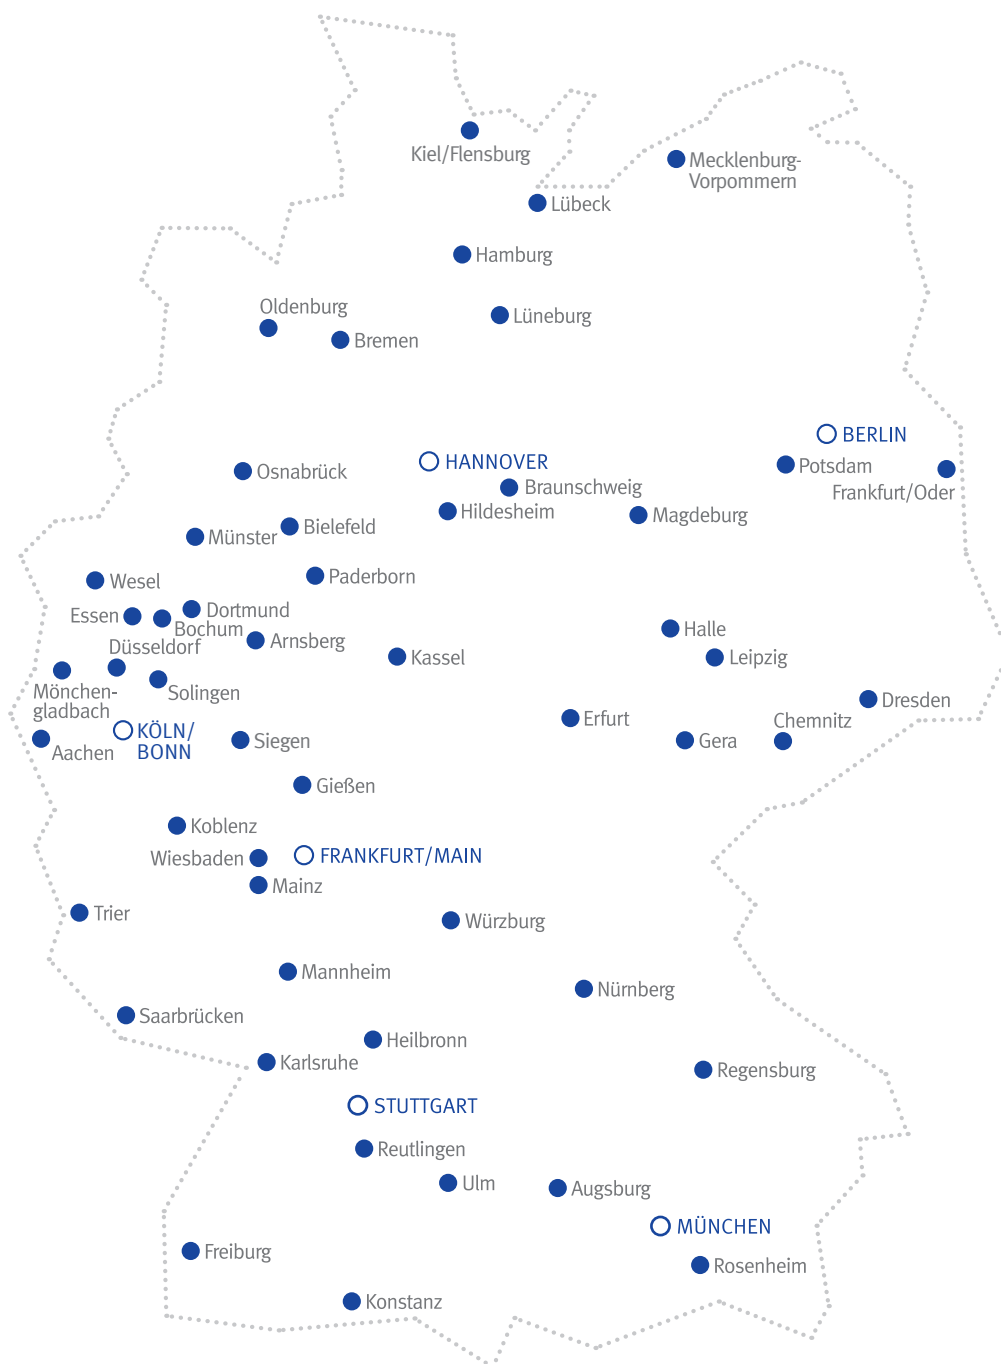 Kiel/Flensburg
Mecklenburg-
Vorpommern
Lübeck
Hamburg
Oldenburg
Lüneburg
Bremen
BERLIN
HANNOVER
Potsdam
Osnabrück
Frankfurt/Oder
Braunschweig
Hildesheim
Magdeburg
Bielefeld
Münster
Paderborn
Wesel
Dortmund
Essen
Bochum
Halle
Arnsberg
Düsseldorf
Kassel
Leipzig
Solingen
Mönchen-
gladbach
Dresden
Erfurt
Chemnitz
KÖLN/
BONN
Siegen
Gera
Aachen
Gießen
Koblenz
Wiesbaden
FRANKFURT/MAIN
Mainz
Trier
Würzburg
Mannheim
Nürnberg
Saarbrücken
Heilbronn
Karlsruhe
Regensburg
STUTTGART
Reutlingen
Ulm
Augsburg
MÜNCHEN
Freiburg
Rosenheim
Konstanz